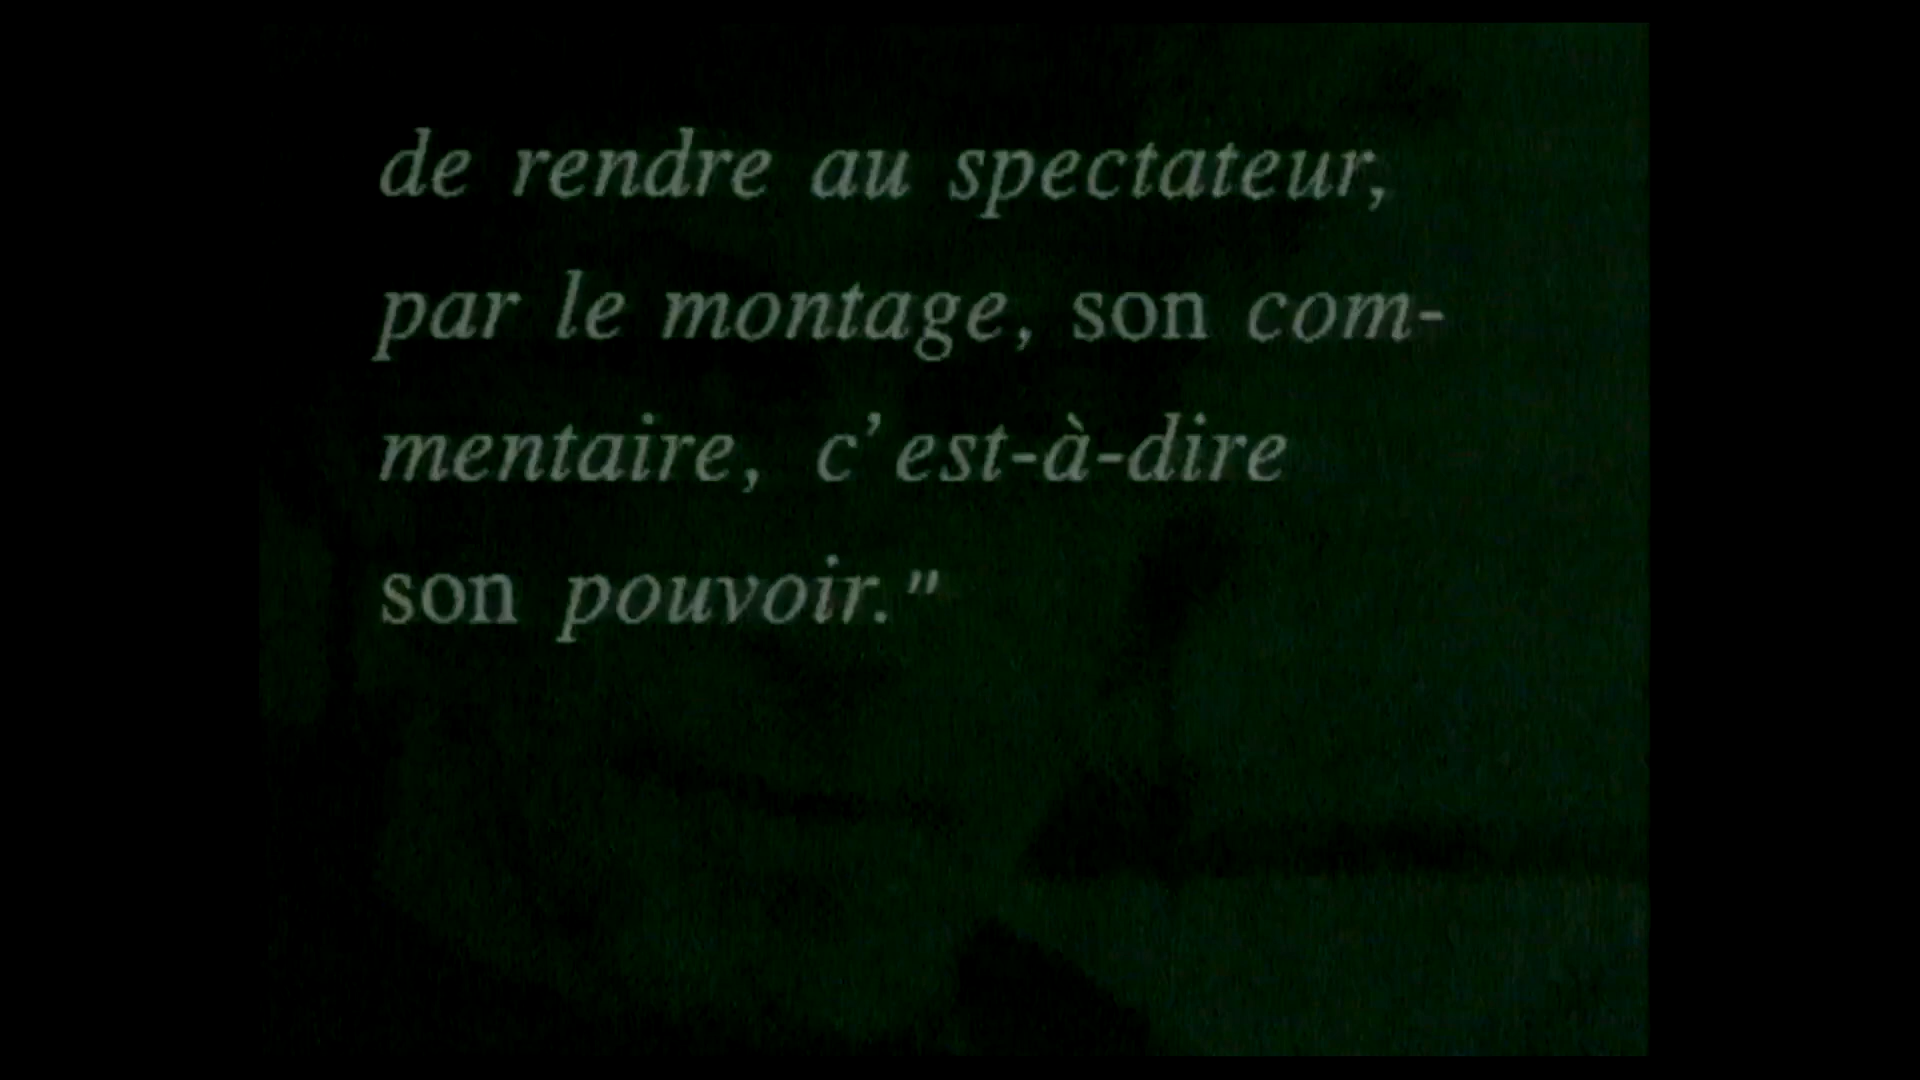 de rendre au spectateur,
par le montage, son com-
mentaire, c'est-à-dire
son pouvoir."